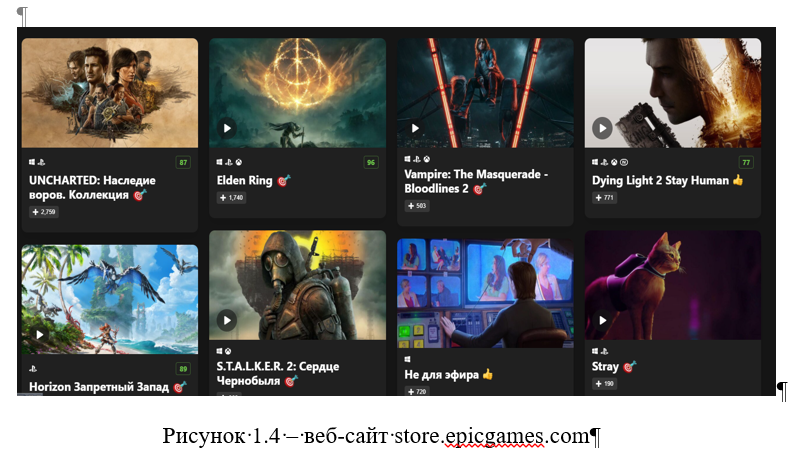 87
UNCHARTED: Наследие
воров. Коллекция
+ 2,759
96
Elden Ring
+ 1,740
Vampire: The Masquerade -
Bloodlines 2
+ 503
77
Dying Light 2 Stay Human
+ 771
89
Horizon Запретный Запад
S.T.A.L.K.E.R. 2: Сердце
Чернобыля
Не для эфира
+ 720
Stray
+ 190
Рисунок 1.4 – веб-сайт store.epicgames.com